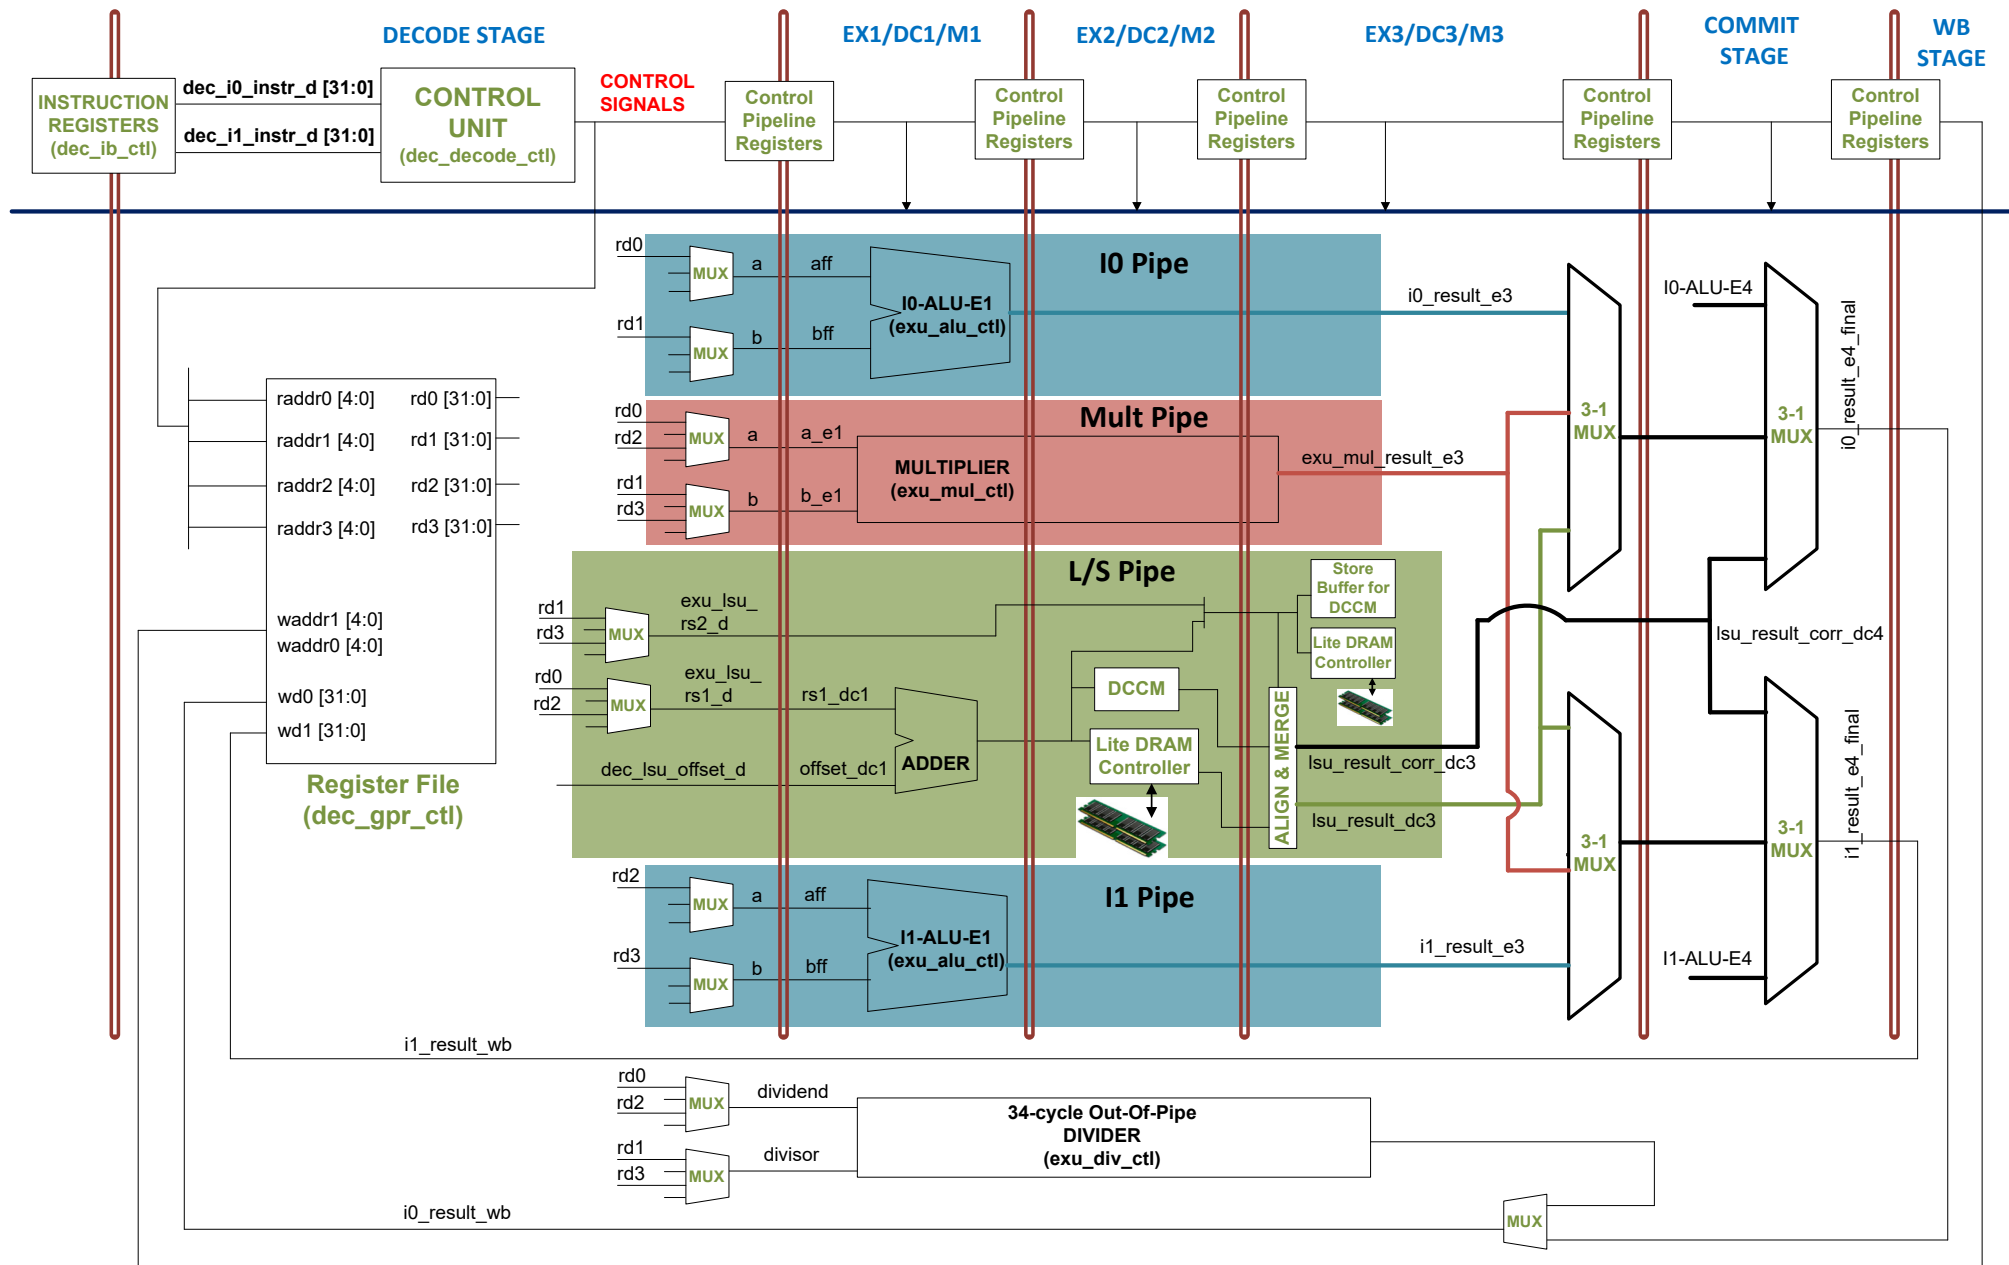 DECODE STAGE
EX1/DC1/M1
EX2/DC2/M2
EX3/DC3/M3
COMMIT
STAGE
WB
STAGE
INSTRUCTION
REGISTERS
(dec_ib_ctl)
dec_i0_instr_d [31:0]
dec_i1_instr_d [31:0]
CONTROL
UNIT
(dec_decode_ctl)
CONTROL
SIGNALS
Control
Pipeline
Registers
Control
Pipeline
Registers
Control
Pipeline
Registers
Control
Pipeline
Registers
Control
Pipeline
Registers
I0 Pipe
rd0
MUX
a
aff
rd1
MUX
b
bff
I0-ALU-E1
(exu_alu_ctl)
i0_result_e3
3-1
MUX
I0-ALU-E4
3-1
MUX
i0_result_e4_final
raddr0 [4:0]
raddr1 [4:0]
raddr2 [4:0]
raddr3 [4:0]
rd0 [31:0]
rd1 [31:0]
rd2 [31:0]
rd3 [31:0]
waddr1 [4:0]
waddr0 [4:0]
wd0 [31:0]
wd1 [31:0]
Register File
(dec_gpr_ctl)
Mult Pipe
rd0
rd2
MUX
a
a_e1
rd1
rd3
MUX
b
b_e1
MULTIPLIER
(exu_mul_ctl)
exu_mul_result_e3
L/S Pipe
rd1
rd3
MUX
exu_lsu_
rs2_d
rd0
rd2
MUX
exu_lsu_
rs1_d
rs1_dc1
dec_lsu_offset_d
offset_dc1
ADDER
DCCM
Lite DRAM
Controller
Store
Buffer for
DCCM
Lite DRAM
Controller
ALIGN & MERGE
lsu_result_corr_dc3
lsu_result_dc3
lsu_result_corr_dc4
I1 Pipe
rd2
MUX
a
aff
rd3
MUX
b
bff
I1-ALU-E1
(exu_alu_ctl)
i1_result_e3
3-1
MUX
I1-ALU-E4
3-1
MUX
i1_result_e4_final
i1_result_wb
rd0
rd2
MUX
dividend
rd1
rd3
MUX
divisor
34-cycle Out-Of-Pipe
DIVIDER
(exu_div_ctl)
i0_result_wb
MUX